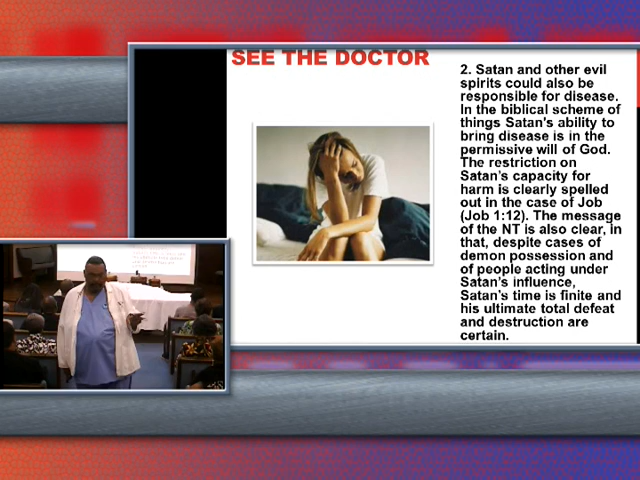 SEE THE DOCTOR
2. Satan and other evil
spirits could also be
responsible for disease.
In the biblical scheme of
things Satan's ability to
bring disease is in the
permissive will of God.
The restriction on
Satan's capacity for
harm is clearly spelled
out in the case of Job
(Job 1:12). The message
of the NT is also clear, in
that, despite cases of
demon possession and
of people acting under
Satan's influence,
Satan's time is finite and
his ultimate total defeat
and destruction are
certain.